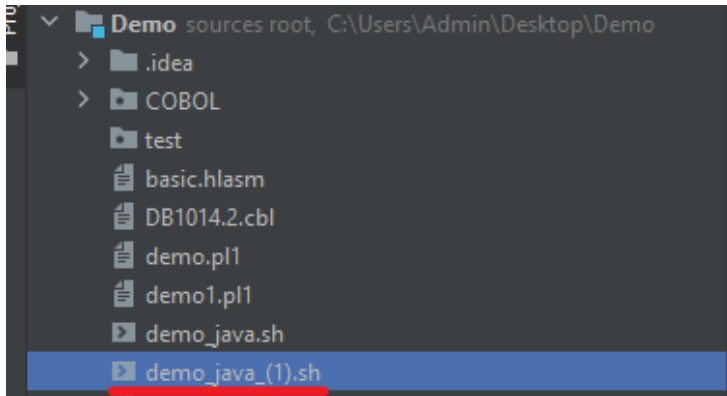 Demo sources root, C:\Users\Admin\Desktop\Demo
.idea
COBOL
test
basic.hlasm
DB1014.2.cbl
demo.pl1
demo1.pl1
demo_java.sh
demo_java_(1).sh